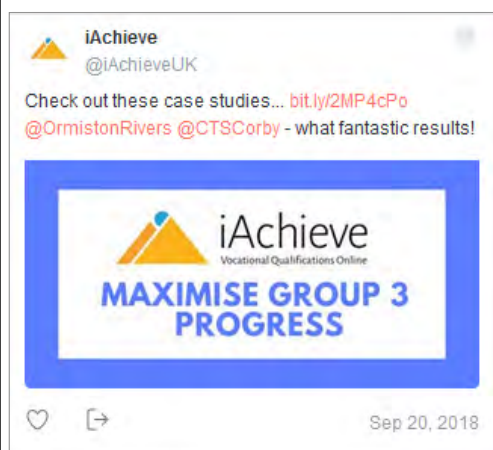 iAchieve
@iAchieveUK
Check out these case studies... bit.ly/2MP4cPo
@OrmistonRivers @CTSCorby - what fantastic results!
iAchieve
Vocational Qualifications Online
MAXIMISE GROUP 3
PROGRESS
Sep 20, 2018